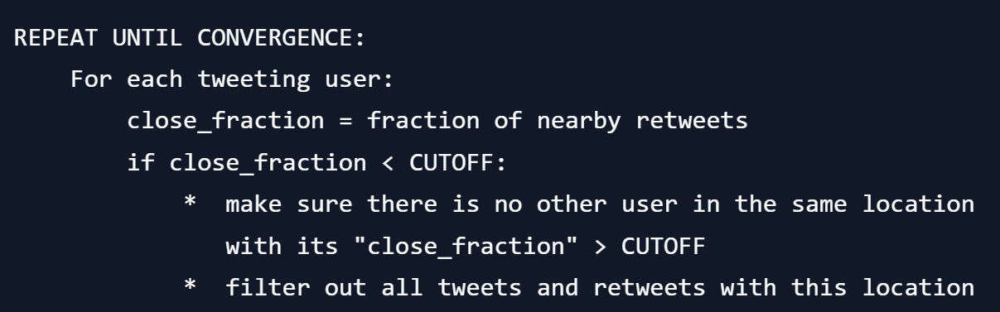 REPEAT UNTIL CONVERGENCE:
For each tweeting user:
close_fraction = fraction of nearby retweets
if close_fraction < CUTOFF:
* make sure there is no other user in the same location
with its "close_fraction" > CUTOFF
* filter out all tweets and retweets with this location